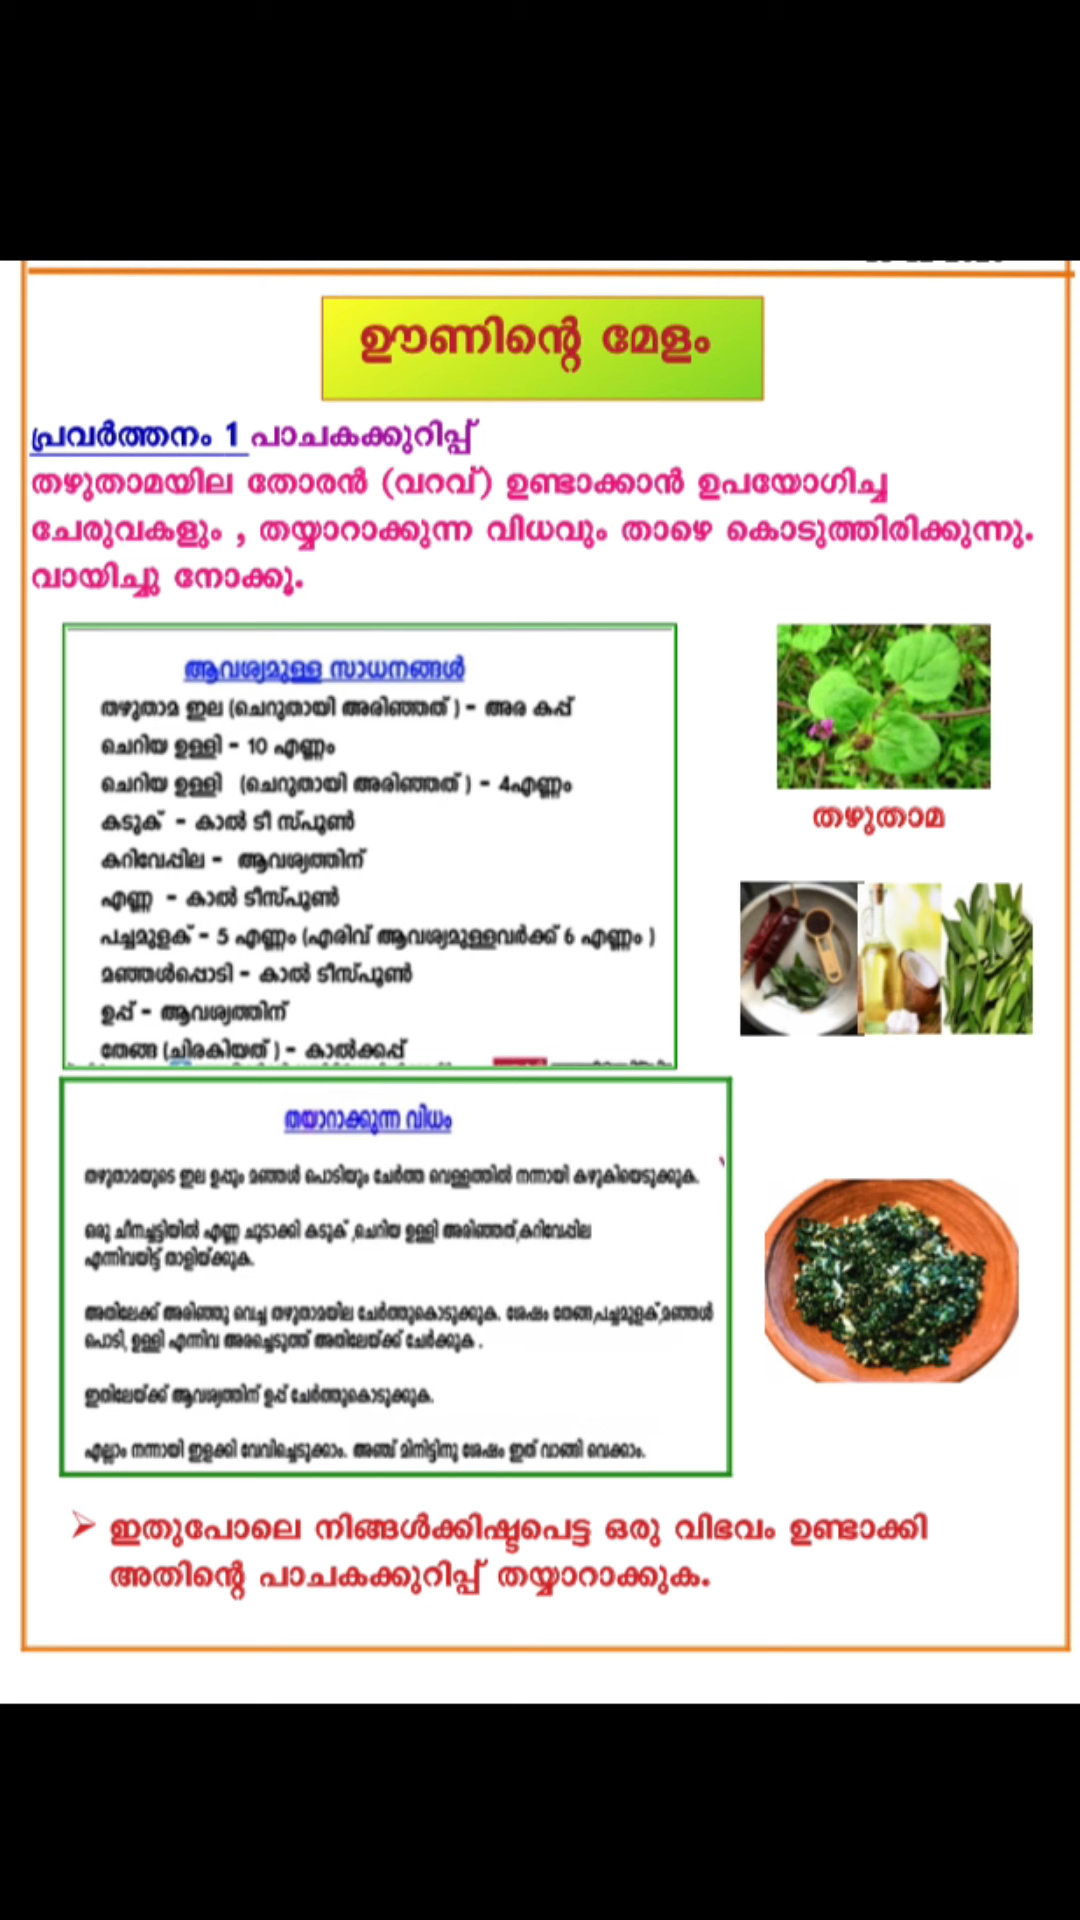 ഊണിന്റെ മേളം
പ്രവർത്തനം 1 പാചകക്കുറിപ്പ്
തഴുതാമയില തോരൻ (വറവ്) ഉണ്ടാക്കാൻ ഉപയോഗിച്ച
ചേരുവകളും , തയ്യാറാക്കുന്ന വിധവും താഴെ കൊടുത്തിരിക്കുന്നു.
വായിച്ചു നോക്കൂ.
ആവശ്യമുള്ള സാധനങ്ങൾ
തഴുതാമ ഇല (ചെറുതായി അരിഞ്ഞത് ) - അര കപ്പ്
ചെറിയ ഉള്ളി - 10 എണ്ണം
ചെറിയ ഉള്ളി (ചെറുതായി അരിഞ്ഞത് ) - 4എണ്ണം
കടുക് - കാൽ ടീ സ്പൂൺ
കറിവേപ്പില - ആവശ്യത്തിന്
എണ്ണ - കാൽ ടീസ്പൂൺ
പച്ചമുളക് - 5 എണ്ണം (എരിവ് ആവശ്യമുള്ളവർക്ക് 6 എണ്ണം )
മഞ്ഞൾപ്പൊടി - കാൽ ടീസ്പൂൺ
ഉപ്പ് - ആവശ്യത്തിന്
തേങ്ങ (ചിരകിയത് ) - കാൽക്കപ്പ്
തഴുതാമ
തയാറാക്കുന്ന വിധം
തഴുതാമയുടെ ഇല ഉപ്പും മഞ്ഞൾ പൊടിയും ചേർത്ത വെള്ളത്തിൽ നന്നായി കഴുകിയെടുക്കുക.
ഒരു ചീനച്ചട്ടിയിൽ എണ്ണ ചൂടാക്കി കടുക് ,ചെറിയ ഉള്ളി അരിഞ്ഞത്,കറിവേപ്പില
എന്നിവയിട്ട് താളിയ്ക്കുക.
അതിലേക്ക് അരിഞ്ഞു വെച്ച തഴുതാമയില ചേർത്തുകൊടുക്കുക. ശേഷം തേങ്ങ,പച്ചമുളക്,മഞ്ഞൾ
പൊടി, ഉള്ളി എന്നിവ അരച്ചെടുത്ത് അതിലേയ്ക്ക് ചേർക്കുക .
ഇതിലേയ്ക്ക് ആവശ്യത്തിന് ഉപ്പ് ചേർത്തുകൊടുക്കുക.
എല്ലാം നന്നായി ഇളക്കി വേവിച്ചെടുക്കാം. അഞ്ച് മിനിട്ടിനു ശേഷം ഇത് വാങ്ങി വെക്കാം.
➢ ഇതുപോലെ നിങ്ങൾക്കിഷ്ടപെട്ട ഒരു വിഭവം ഉണ്ടാക്കി
അതിന്റെ പാചകക്കുറിപ്പ് തയ്യാറാക്കുക.